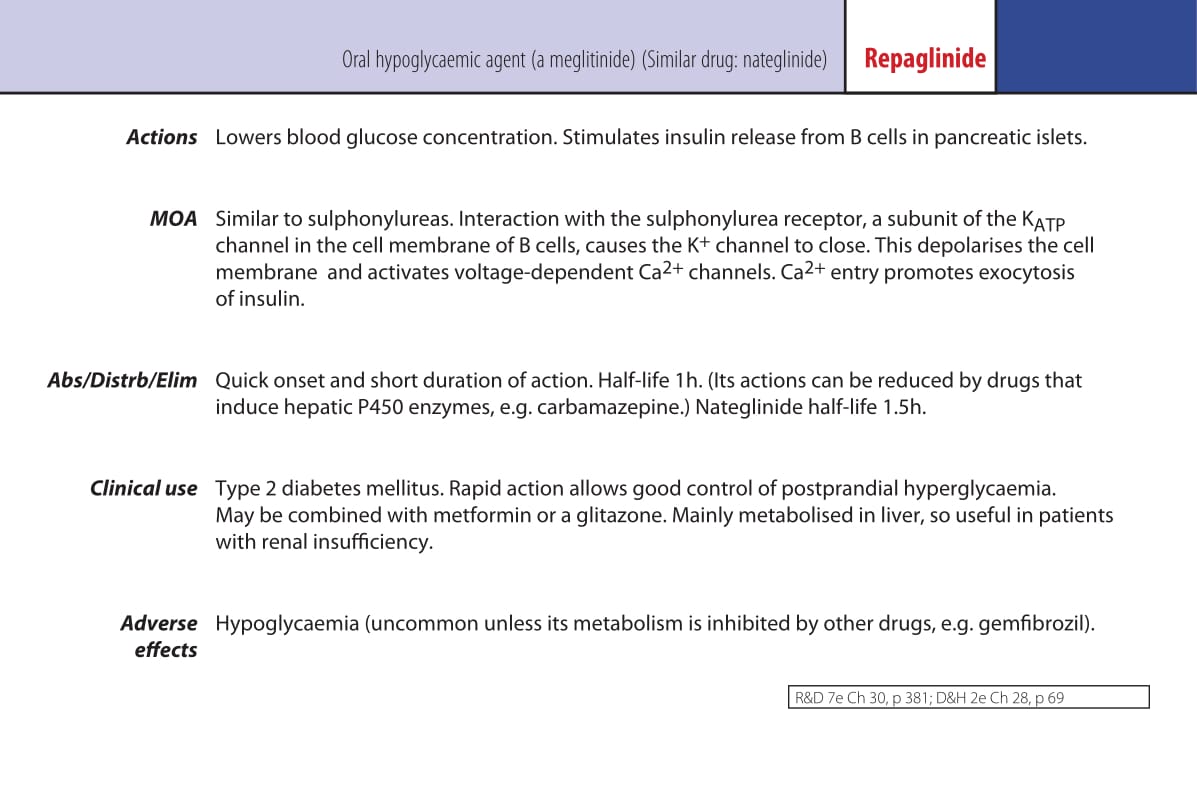 Oral hypoglycaemic agent (a meglitinide) (Similar drug: nateglinide) Repaglinide
Actions Lowers blood glucose concentration. Stimulates insulin release from B cells in pancreatic islets.
MOA Similar to sulphonylureas. Interaction with the sulphonylurea receptor, a subunit of the KATP
channel in the cell membrane of B cells, causes the K+ channel to close. This depolarises the cell
membrane and activates voltage-dependent Ca2+ channels. Ca2+ entry promotes exocytosis
of insulin.
Abs/Distrb/Elim Quick onset and short duration of action. Half-life 1h. (Its actions can be reduced by drugs that
induce hepatic P450 enzymes, e.g. carbamazepine.) Nateglinide half-life 1.5h.
Clinical use Type 2 diabetes mellitus. Rapid action allows good control of postprandial hyperglycaemia.
May be combined with metformin or a glitazone. Mainly metabolised in liver, so useful in patients
with renal insufficiency.
Adverse Hypoglycaemia (uncommon unless its metabolism is inhibited by other drugs, e.g. gemfibrozil).
effects
R&D 7e Ch 30, p 381; D&H 2e Ch 28, p 69